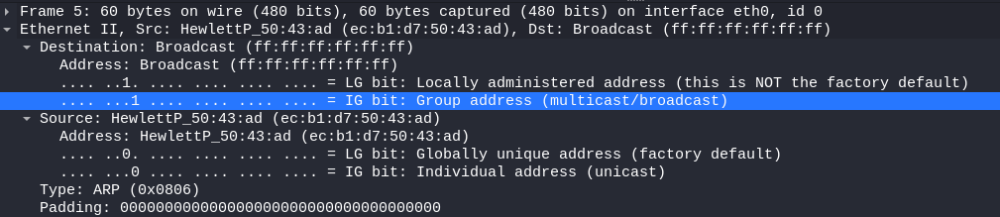 Frame 5: 60 bytes on wire (480 bits), 60 bytes captured (480 bits) on interface eth0, id 0
Ethernet II, Src: HewlettP_50:43:ad (ec:b1:d7:50:43:ad), Dst: Broadcast (ff:ff:ff:ff:ff:ff)
Destination: Broadcast (ff:ff:ff:ff:ff:ff)
Address: Broadcast (ff:ff:ff:ff:ff:ff)
.... ..1. .... .... .... .... = LG bit: Locally administered address (this is NOT the factory default)
.... ...1 .... .... .... .... = IG bit: Group address (multicast/broadcast)
Source: HewlettP_50:43:ad (ec:b1:d7:50:43:ad)
Address: HewlettP_50:43:ad (ec:b1:d7:50:43:ad)
.... ..0. .... .... .... .... = LG bit: Globally unique address (factory default)
.... ...0 .... .... .... .... = IG bit: Individual address (unicast)
Type: ARP (0x0806)
Padding: 000000000000000000000000000000000000